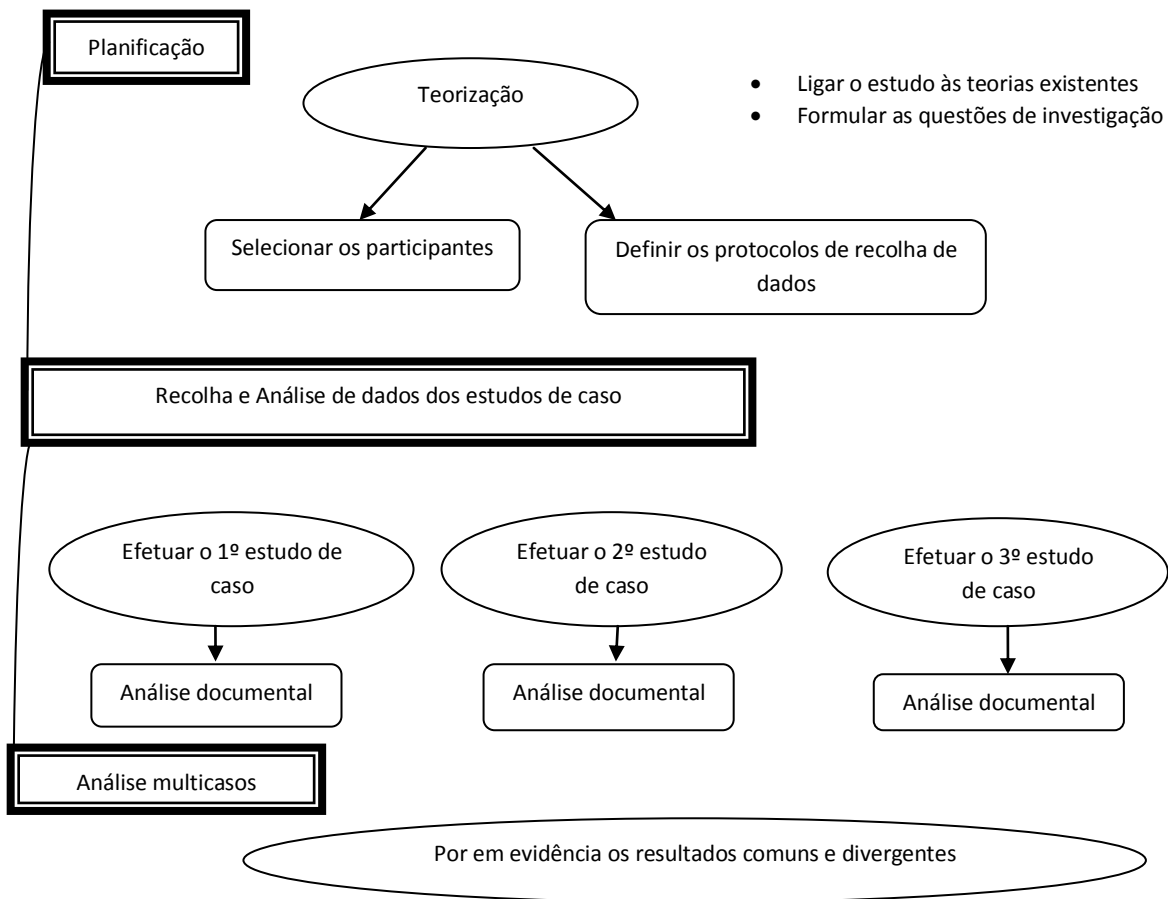 Planificação
Teorização
• Ligar o estudo às teorias existentes
• Formular as questões de investigação
Selecionar os participantes
Definir os protocolos de recolha de
dados
Recolha e Análise de dados dos estudos de caso
Efetuar o 1º estudo de
caso
Efetuar o 2º estudo
de caso
Efetuar o 3º estudo
de caso
Análise documental
Análise documental
Análise documental
Análise multicasos
Por em evidência os resultados comuns e divergentes